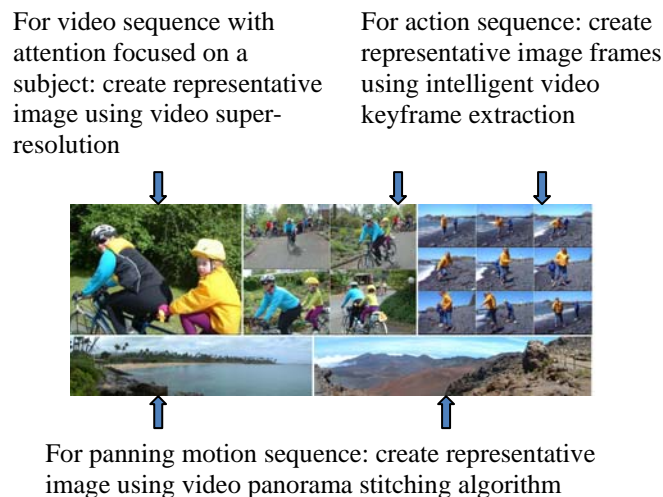 For video sequence with
attention focused on a
subject: create representative
image using video super-
resolution
For action sequence: create
representative image frames
using intelligent video
keyframe extraction
For panning motion sequence: create representative
image using video panorama stitching algorithm